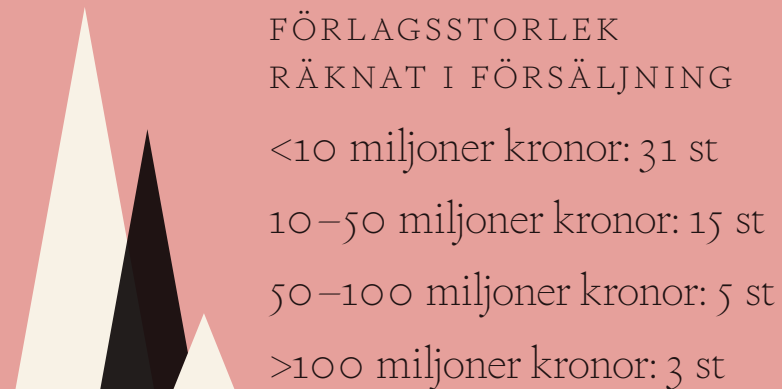 FÖRLAGSSTORLEK
RÄKNAT I FÖRSÄLJNING
<10 miljoner kronor: 31 st
10–50 miljoner kronor: 15 st
50–100 miljoner kronor: 5 st
>100 miljoner kronor: 3 st